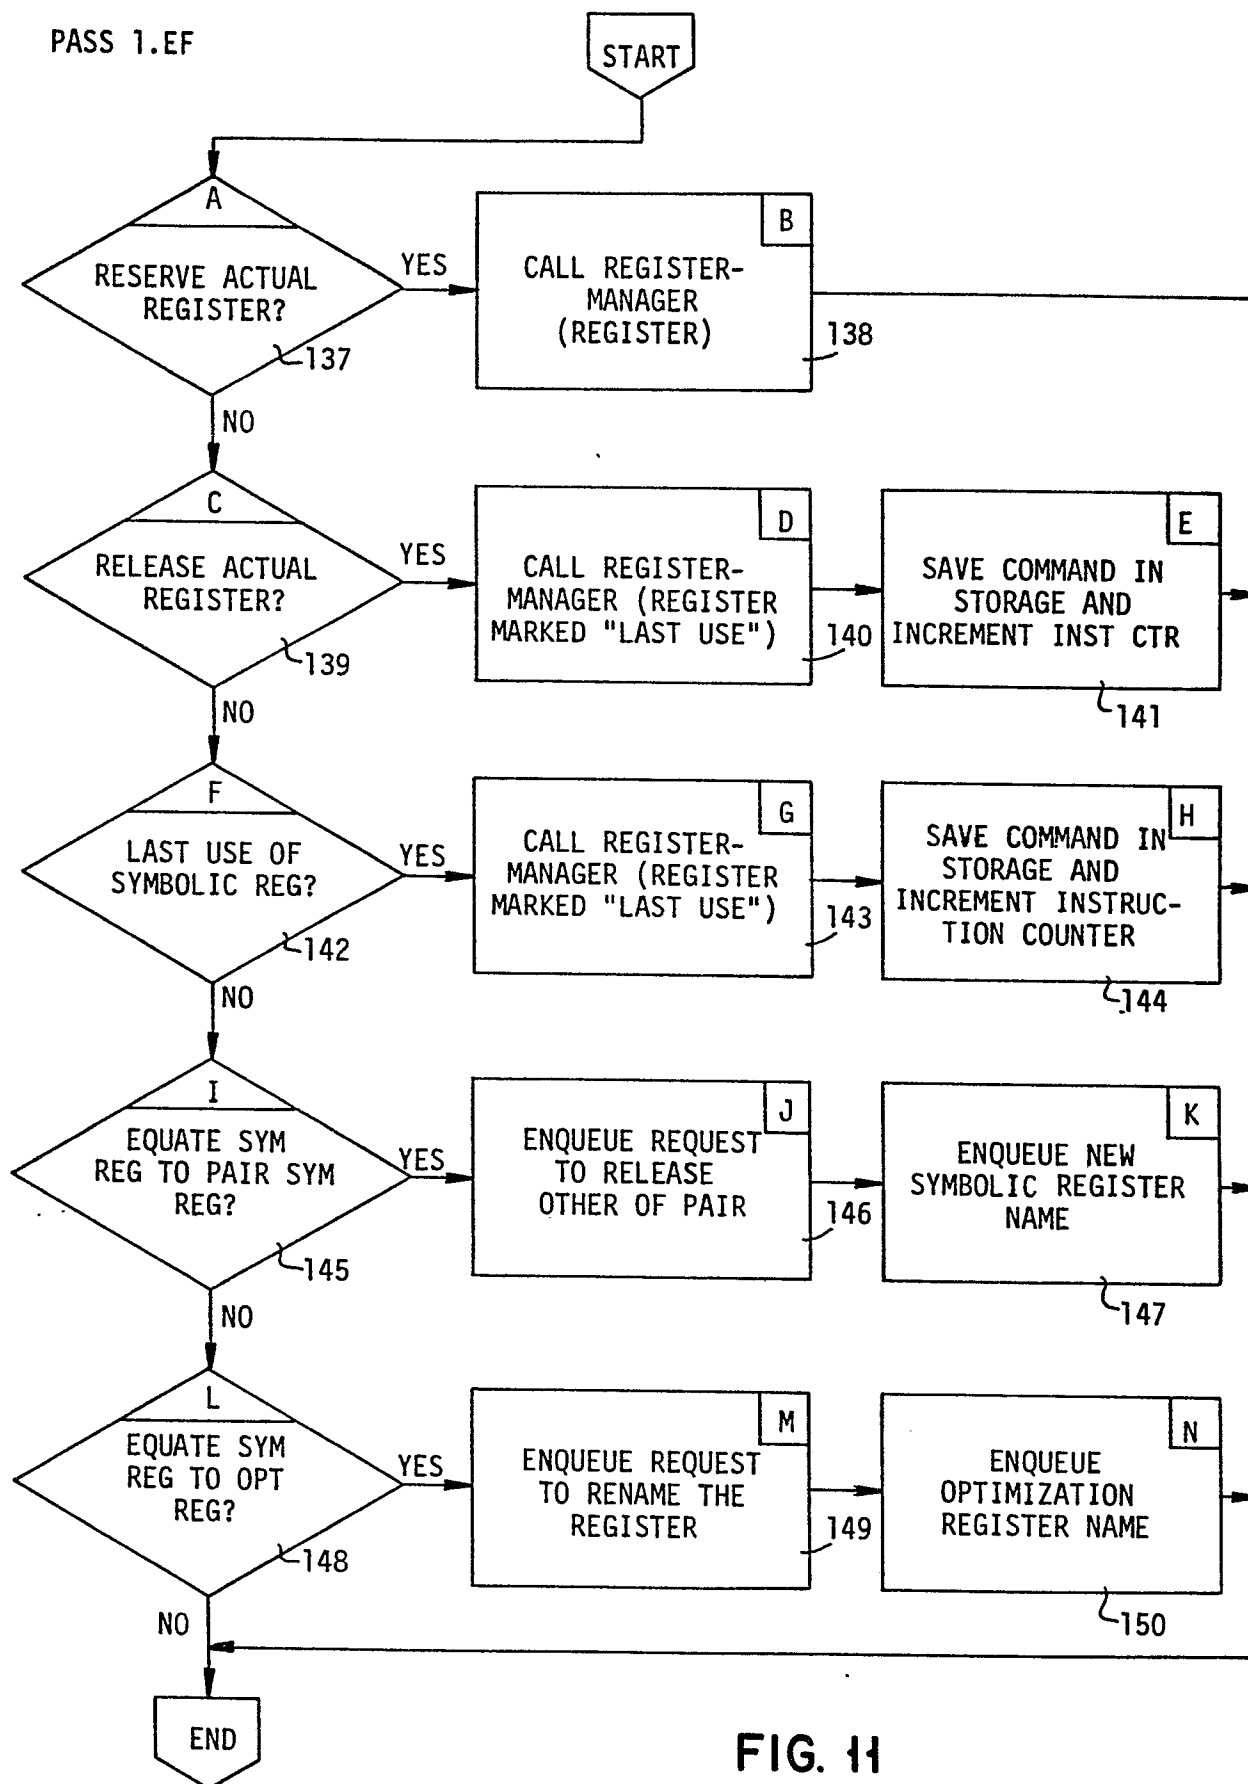 PASS 1.EF
START
A
RESERVE ACTUAL
REGISTER?
137
YES
B
CALL REGISTER-
MANAGER
(REGISTER)
138
NO
C
RELEASE ACTUAL
REGISTER?
139
YES
D
CALL REGISTER-
MANAGER (REGISTER
MARKED "LAST USE")
140
E
SAVE COMMAND IN
STORAGE AND
INCREMENT INST CTR
141
NO
F
LAST USE OF
SYMBOLIC REG?
142
YES
G
CALL REGISTER-
MANAGER (REGISTER
MARKED "LAST USE")
143
H
SAVE COMMAND IN
STORAGE AND
INCREMENT INSTRUC-
TION COUNTER
144
NO
I
EQUATE SYM
REG TO PAIR SYM
REG?
145
YES
J
ENQUEUE REQUEST
TO RELEASE
OTHER OF PAIR
146
K
ENQUEUE NEW
SYMBOLIC REGISTER
NAME
147
NO
L
EQUATE SYM
REG TO OPT
REG?
148
YES
M
ENQUEUE REQUEST
TO RENAME THE
REGISTER
149
N
ENQUEUE
OPTIMIZATION
REGISTER NAME
150
NO
END
FIG. 11